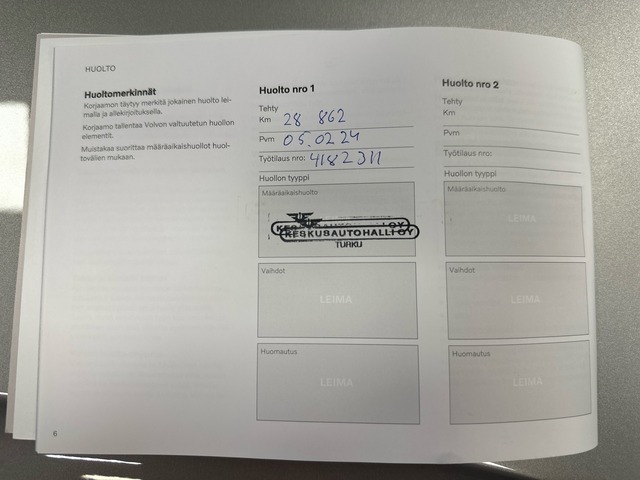 HUOLTO
Huoltomerkinnät
Korjaamon täytyy merkitä jokainen huolto lei-
malla ja allekirjoituksella.
Korjaamo tallentaa Volvon valtuutetun huollon
elementit.
Muistakaa suorittaa määräaikaishuollot huol-
tovälien mukaan.
Huolto nro 1
Tehty
Km 28 862
Pvm 05.02.24
Työtilaus nro: 4182311
Huollon tyyppi
Määräaikaishuolto
KESKUSAUTOHALLI OY
TURKU
Vaihdot
LEIMA
Huomautus
LEIMA
Huolto nro 2
Tehty
Km
Pvm
Työtilaus nro:
Huollon tyyppi
Määräaikaishuolto
LEIMA
Vaihdot
LEIMA
Huomautus
LEIMA
6